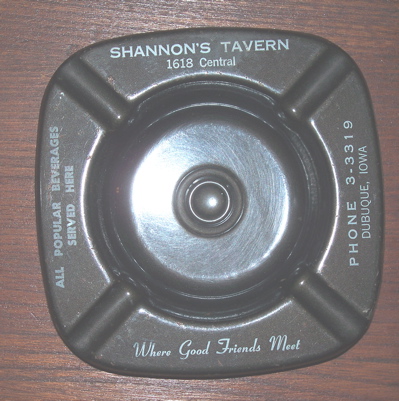 SHANNON'S TAVERN
1618 Central
PHONE 3-3319
DUBUQUE, IOWA
Where Good Friends Meet
ALL POPULAR BEVERAGES
SERVED HERE